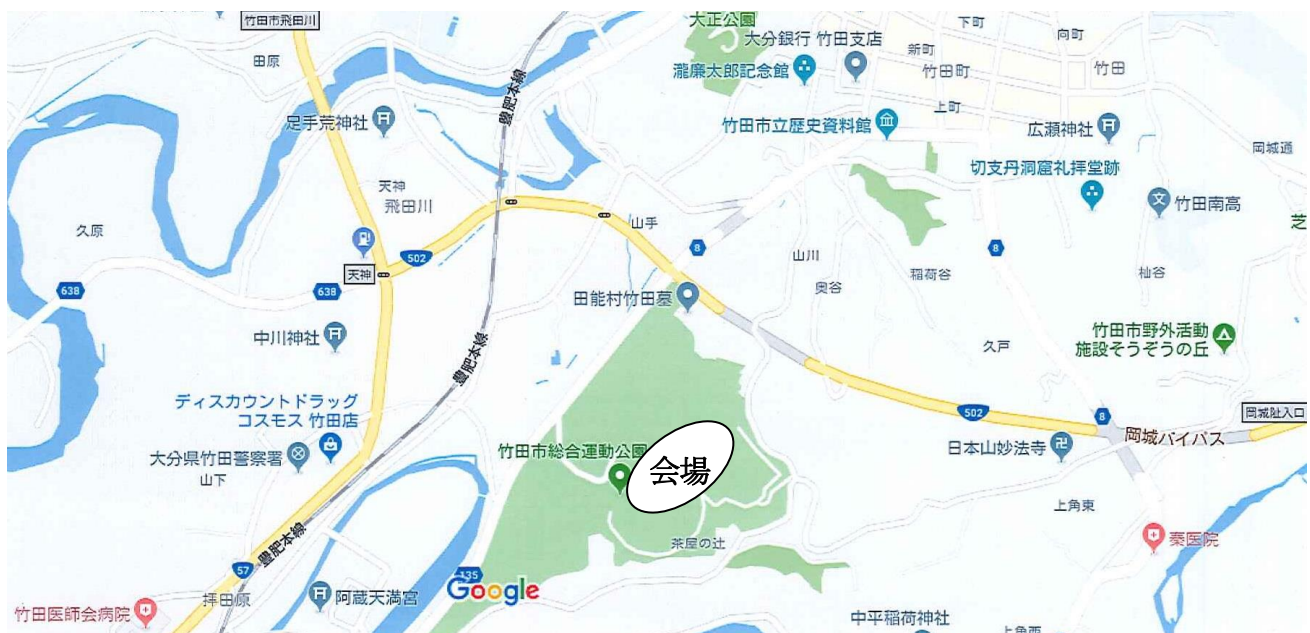 竹田市飛田川
大正公園
下町
向町
大分銀行 竹田支店
新町
田原
瀧廉太郎記念館
竹田町
竹田
豊肥本線
上町
足手荒神社
竹田市立歴史資料館
広瀬神社
岡城通
切支丹洞窟礼拝堂跡
天神
飛田川
竹田南高
久原
山手
芝
8
8
502
山川
天神
稲荷谷
杣谷
638
638
奥谷
田能村竹田墓
中川神社
竹田市野外活動
施設そうぞうの丘
久戸
豊肥本線
ディスカウントドラッグ
コスモス 竹田店
502
8
岡城趾入口
岡城バイパス
竹田市総合運動公園
日本山妙法寺
大分県竹田警察署
会場
山下
上角東
豊肥本線
茶屋の辻
秦医院
57
135
Google
拝田原
阿蔵天満宮
竹田医師会病院
中平稲荷神社
上角西